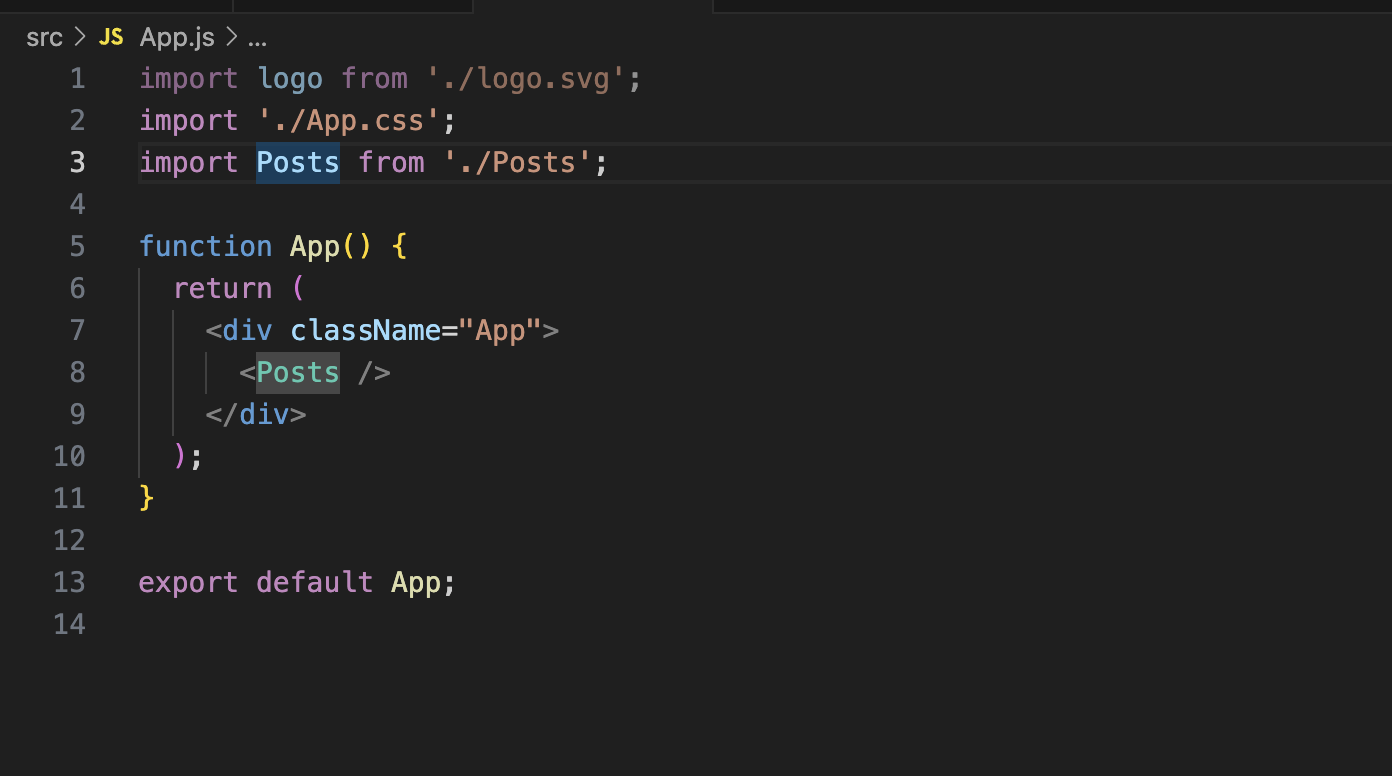 src > JS App.js > ...
1 import logo from './logo.svg';
2 import './App.css';
3 import Posts from './Posts';
4
5 function App() {
6   return (
7     <div className="App">
8       <Posts />
9     </div>
10   );
11 }
12
13 export default App;
14